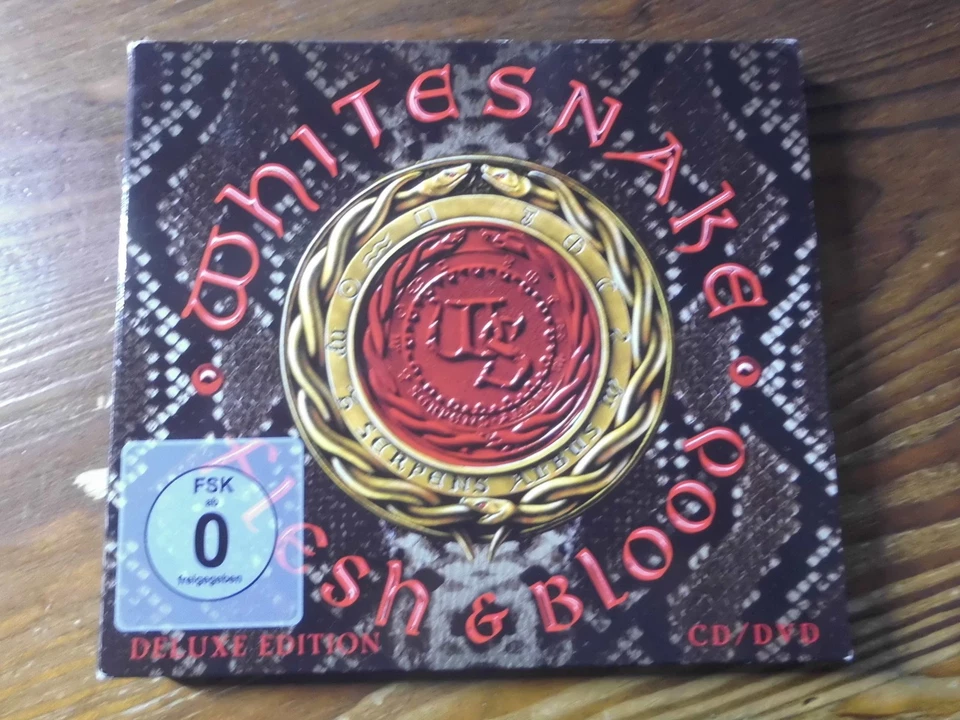 WHITESNAKE
SERPENS ALBUS
FLESH & BLOOD
FSK
ab
0
freigegeben
DELUXE EDITION
CD/DVD